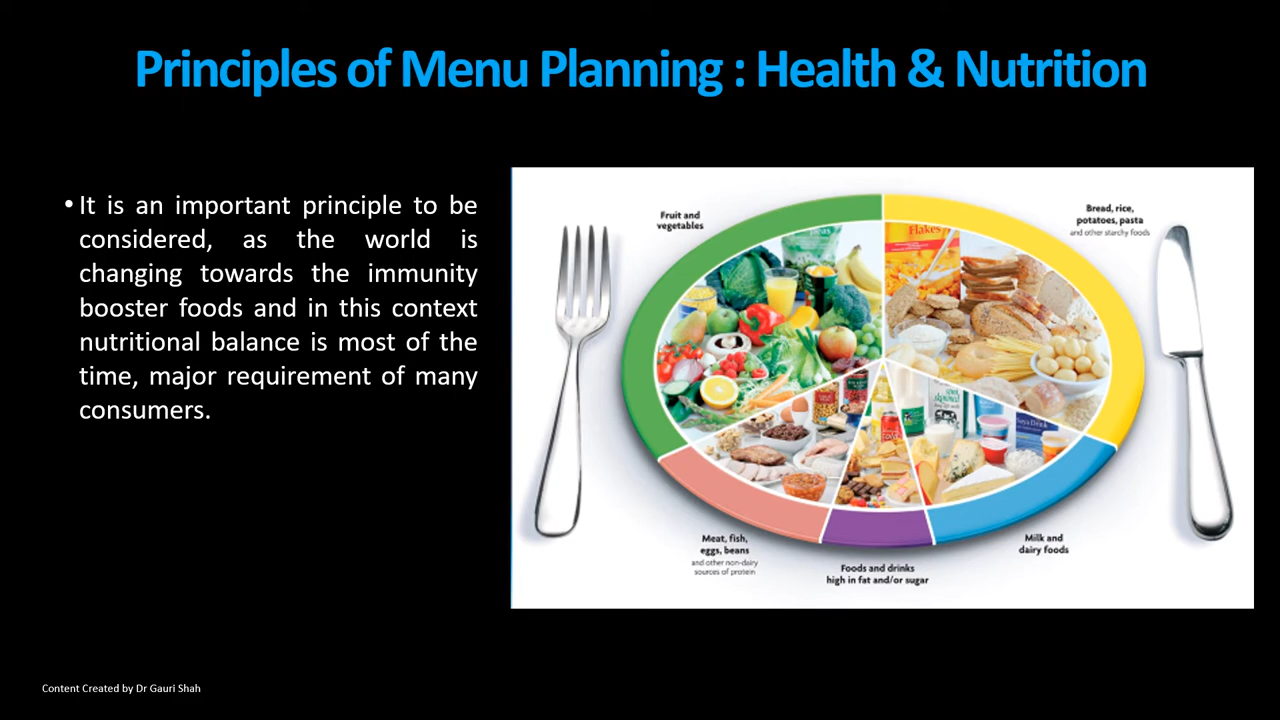 Principles of Menu Planning : Health & Nutrition
• It is an important principle to be
considered, as the world is
changing towards the immunity
booster foods and in this context
nutritional balance is most of the
time, major requirement of many
consumers.
Fruit and
vegetables
Bread, rice,
potatoes, pasta
and other starchy foods
Flakes
Meat, fish,
eggs, beans
and other non-dairy
sources of protein
Foods and drinks
high in fat and/or sugar
Milk and
dairy foods
Content Created by Dr Gauri Shah